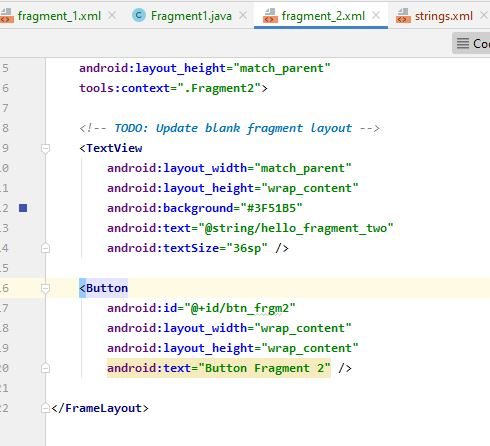 fragment_1.xml × Fragment1.java × fragment_2.xml × strings.xml ×
5 android:layout_height="match_parent"
6 tools:context=".Fragment2">
7
8 <!-- TODO: Update blank fragment layout -->
9 <TextView
10 android:layout_width="match_parent"
11 android:layout_height="wrap_content"
12 android:background="#3F51B5"
13 android:text="@string/hello_fragment_two"
14 android:textSize="36sp" />
15
16 <Button
17 android:id="@+id/btn_frgm2"
18 android:layout_width="wrap_content"
19 android:layout_height="wrap_content"
20 android:text="Button Fragment 2" />
21
22 </FrameLayout>